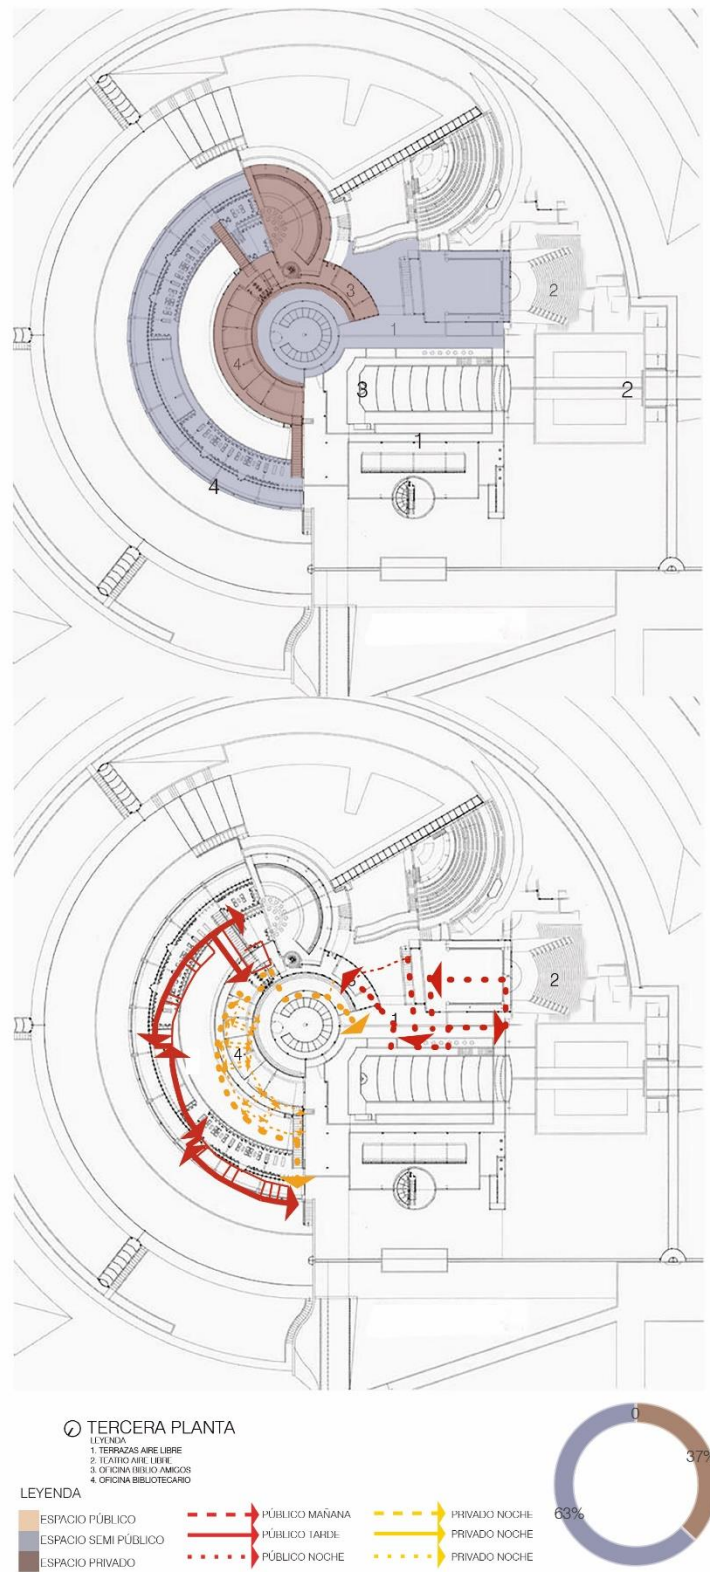 3
2
1
4
3
2
1
4
2
1
4
TERCERA PLANTA
LEYENDA
1. TERRAZAS AIRE LIBRE
2. TEATRO AIRE LIBRE
3. OFICINA BIBLIO AMIGOS
4. OFICINA BIBLIOTECARIO
LEYENDA
ESPACIO PÚBLICO
ESPACIO SEMI PÚBLICO
ESPACIO PRIVADO
PÚBLICO MAÑANA
PÚBLICO TARDE
PÚBLICO NOCHE
PRIVADO NOCHE
PRIVADO NOCHE
PRIVADO NOCHE
0
37%
63%